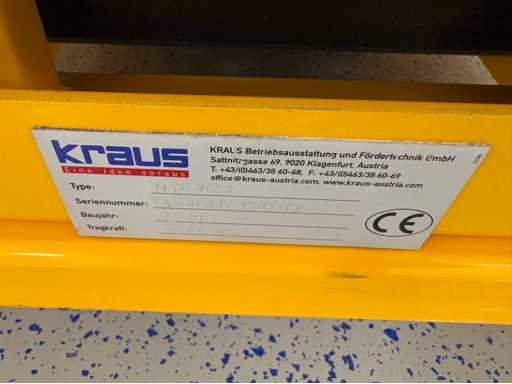 kraus
Eine Idee voraus
KRAUS Betriebsausstattung und Fördertechnik GmbH
Sattnitzgasse 69, 9020 Klagenfurt, Austria
T: +43/(0)463/38 60-68, F: +43/(0)463/38 60-69
office@kraus-austria.com, www.kraus-austria.com
Type:
Seriennummer:
Baujahr:
Tragkraft:
CE